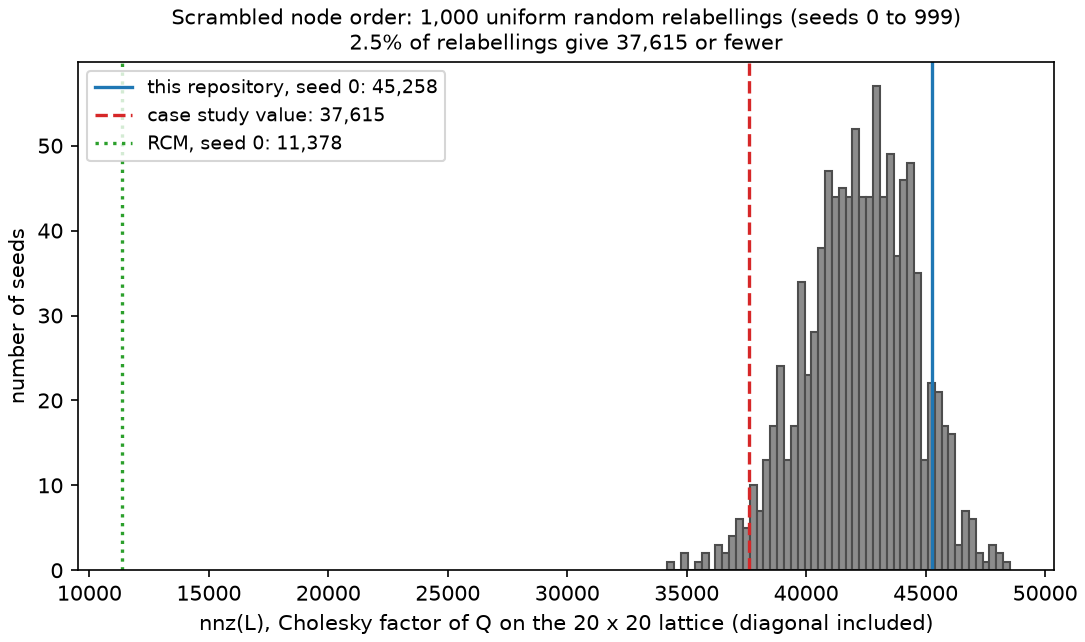 Scrambled node order: 1,000 uniform random relabellings (seeds 0 to 999)
2.5% of relabellings give 37,615 or fewer
this repository, seed 0: 45,258
case study value: 37,615
RCM, seed 0: 11,378
number of seeds
50
40
30
20
10
0
10000 15000 20000 25000 30000 35000 40000 45000 50000
nnz(L), Cholesky factor of Q on the 20 x 20 lattice (diagonal included)